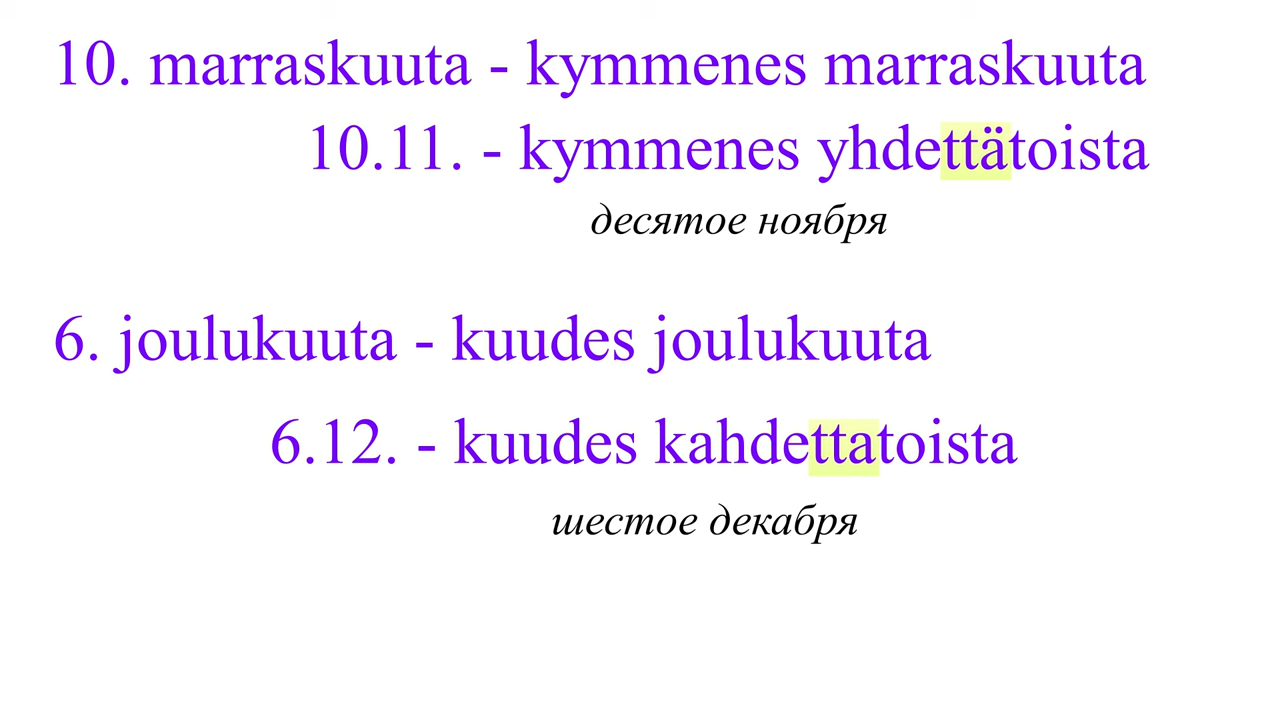 10. marraskuuta - kymmenes marraskuuta
10.11. - kymmenes yhdettätoista
десятое ноября
6. joulukuuta - kuudes joulukuuta
6.12. - kuudes kahdettatoista
шестое декабря